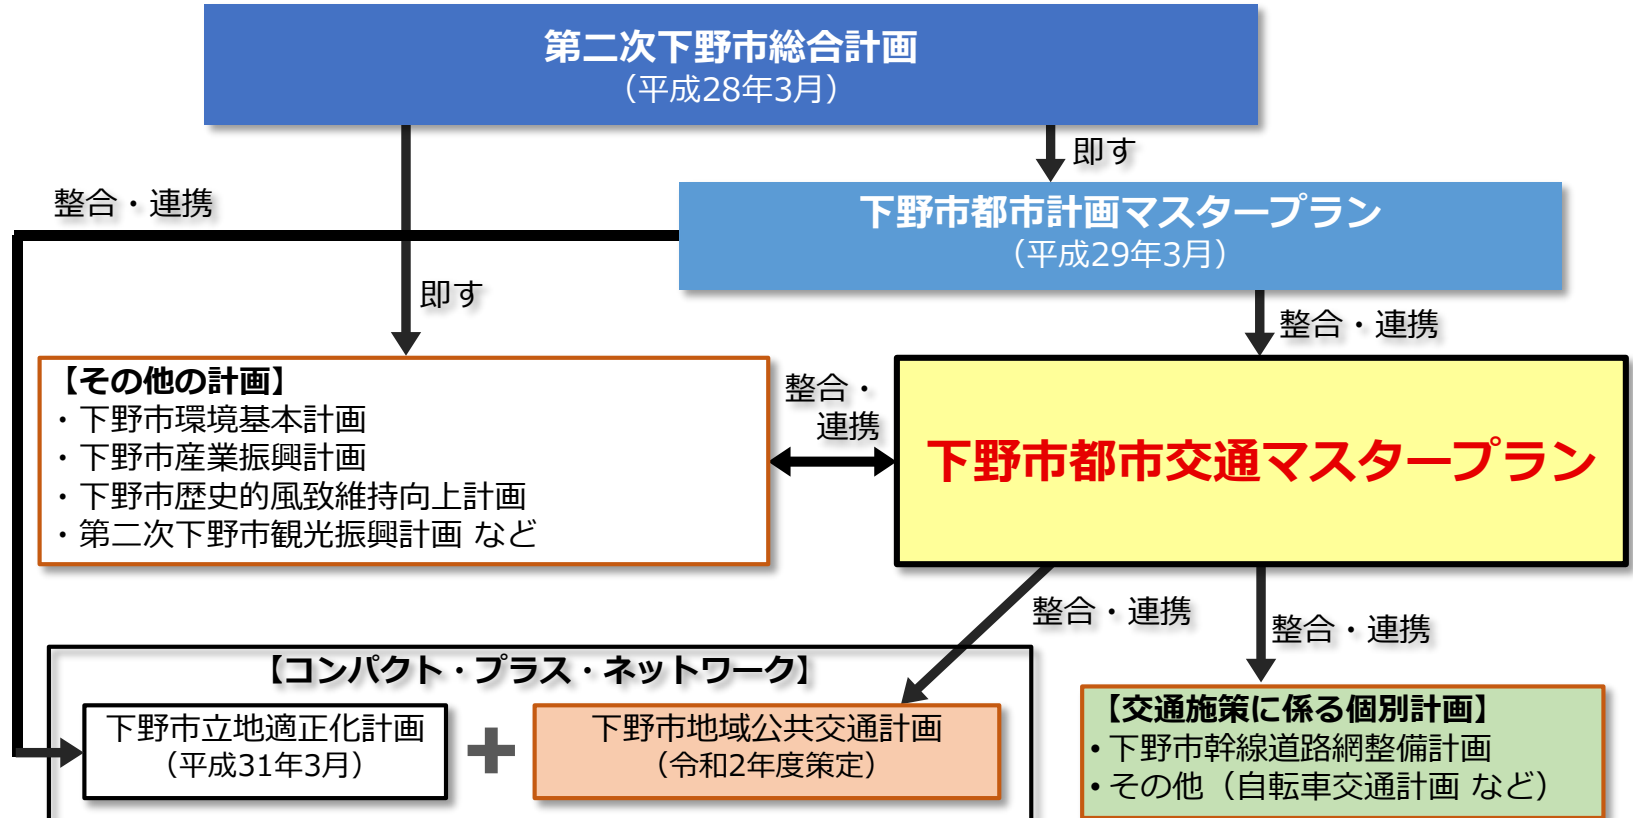 第二次下野市総合計画
（平成28年3月）
即す
整合・連携
下野市都市計画マスタープラン
（平成29年3月）
即す
整合・連携
【その他の計画】
・下野市環境基本計画
・下野市産業振興計画
・下野市歴史的風致維持向上計画
・第二次下野市観光振興計画 など
整合・
連携
下野市都市交通マスタープラン
整合・連携
整合・連携
【コンパクト・プラス・ネットワーク】
下野市立地適正化計画
（平成31年3月）
+
下野市地域公共交通計画
（令和2年度策定）
【交通施策に係る個別計画】
•下野市幹線道路網整備計画
•その他（自転車交通計画 など）